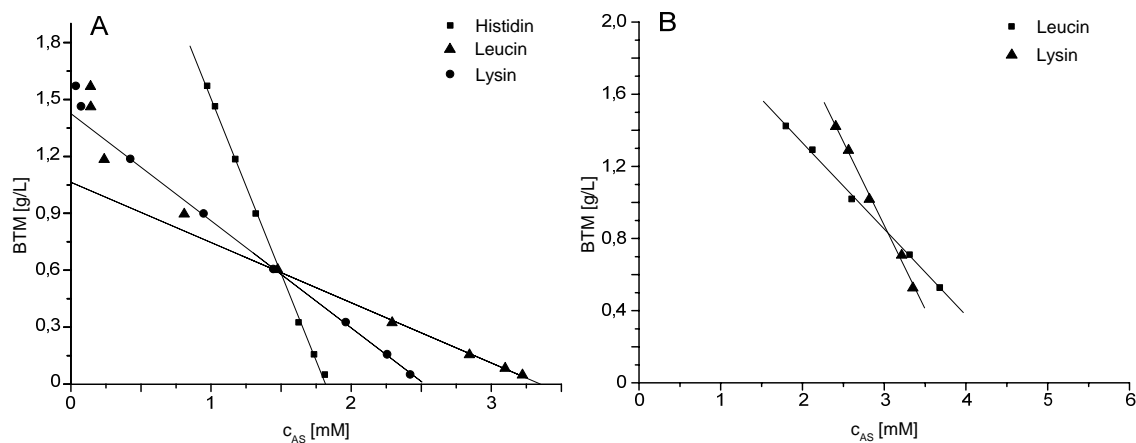 A
Histidin
Leucin
Lysin
1,8
1,5
1,2
0,9
0,6
0,3
0
BTM [g/L]
0 1 2 3
c_AS [mM]
B
Leucin
Lysin
2,0
1,6
1,2
0,8
0,4
0
BTM [g/L]
0 1 2 3 4 5 6
c_AS [mM]